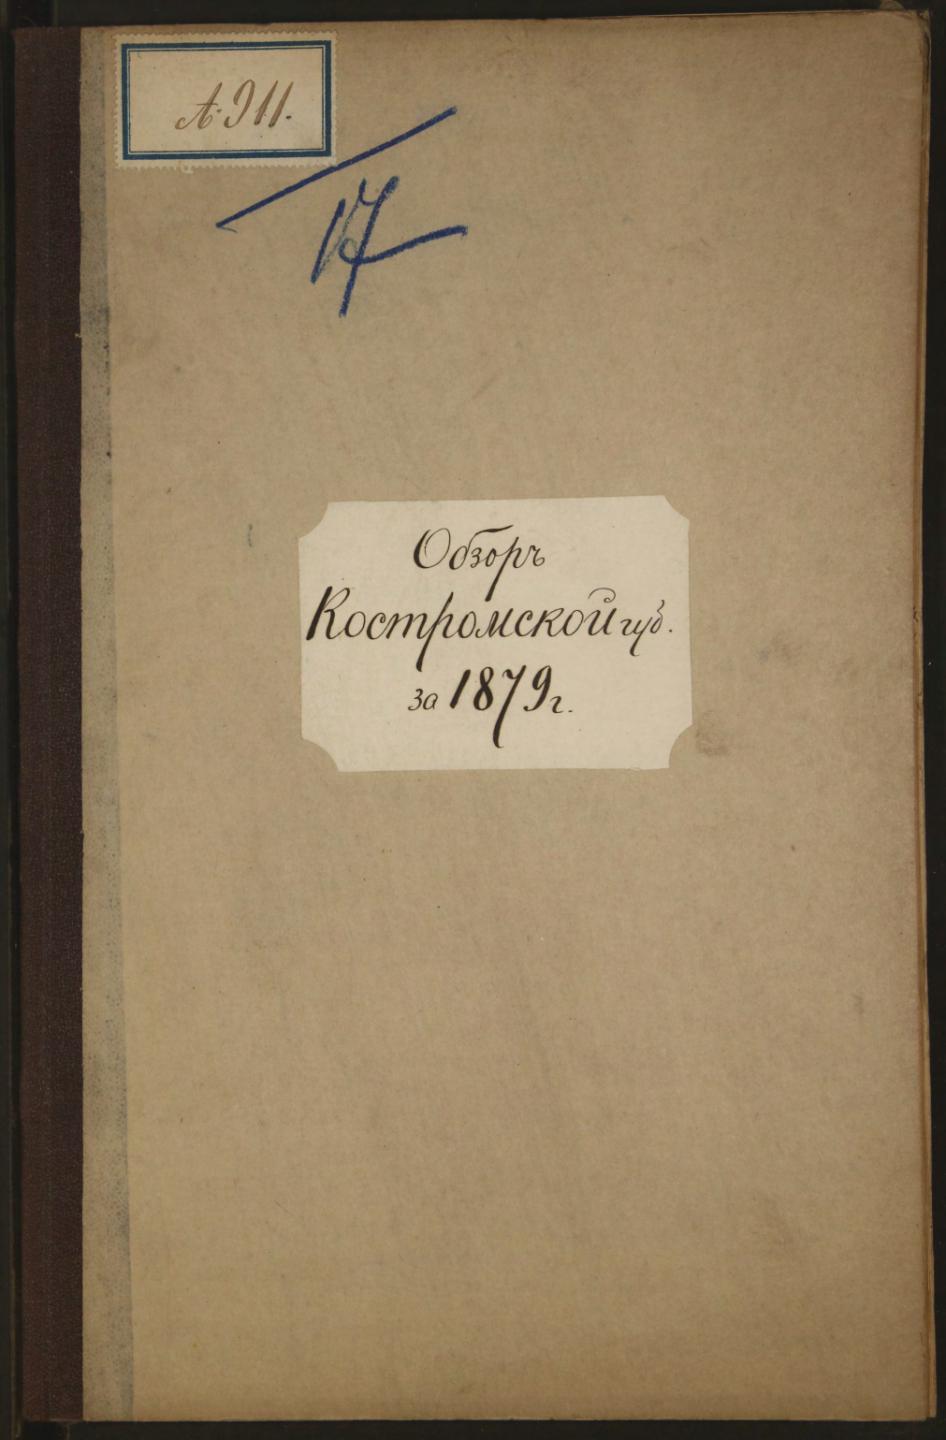 А. 911.
17
Обзоръ
Костромской губ.
за 1879 г.